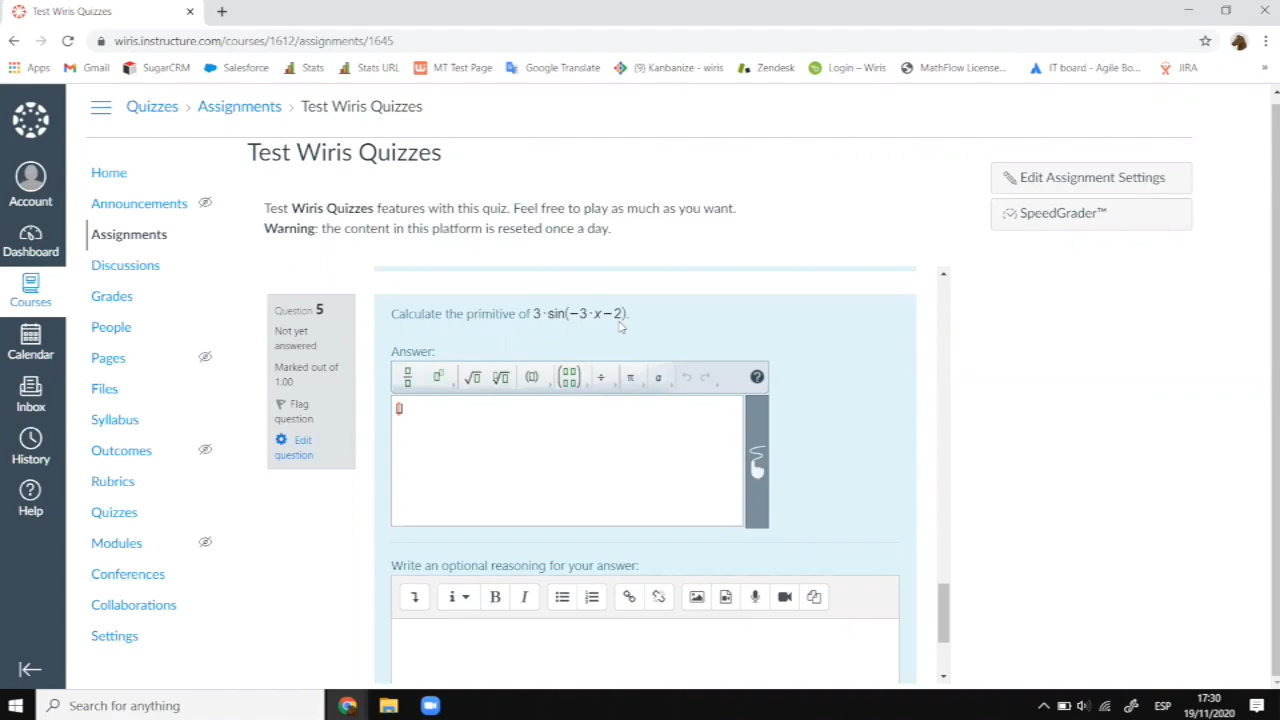 Test Wiris Quizzes
wiris.instructure.com/courses/1612/assignments/1645
Apps Gmail SugarCRM Salesforce Stats Stats URL MT Test Page Google Translate (9) Kanbanize - wiris Zendesk Login – Wiris MathFlow License... IT board - Agile Bo... JIRA »
Quizzes › Assignments › Test Wiris Quizzes
Account
Dashboard
Courses
Calendar
Inbox
History
Help
Home
Announcements
Assignments
Discussions
Grades
People
Pages
Files
Syllabus
Outcomes
Rubrics
Quizzes
Modules
Conferences
Collaborations
Settings
Test Wiris Quizzes
Test Wiris Quizzes features with this quiz. Feel free to play as much as you want.
Warning: the content in this platform is reseted once a day.
Edit Assignment Settings
SpeedGrader™
Question 5
Not yet
answered
Marked out of
1.00
Flag
question
Edit
question
Calculate the primitive of 3·sin(−3·x−2).
Answer:
Write an optional reasoning for your answer:
i B I
Search for anything
ESP
17:30
19/11/2020